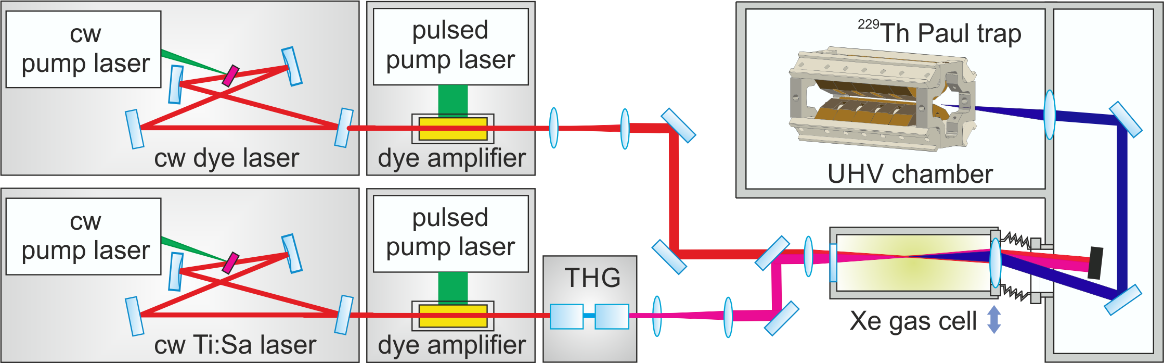 cw
pump laser
cw dye laser
pulsed
pump laser
dye amplifier
²²⁹Th Paul trap
UHV chamber
cw
pump laser
cw Ti:Sa laser
pulsed
pump laser
dye amplifier
THG
Xe gas cell